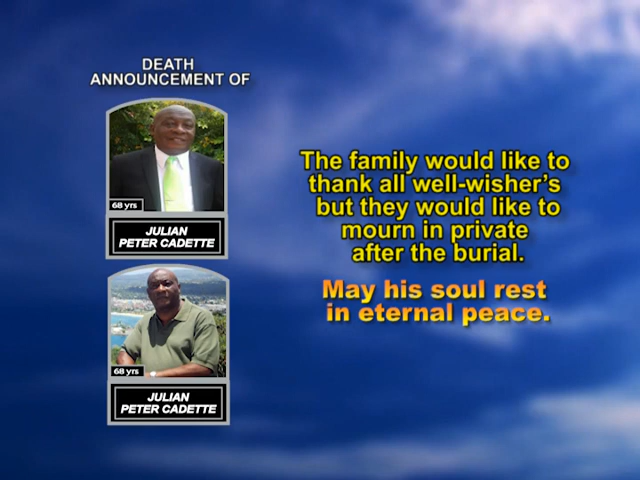 DEATH
ANNOUNCEMENT OF
68 yrs
JULIAN
PETER CADETTE
68 yrs
JULIAN
PETER CADETTE
The family would like to
thank all well-wisher's
but they would like to
mourn in private
after the burial.
May his soul rest
in eternal peace.